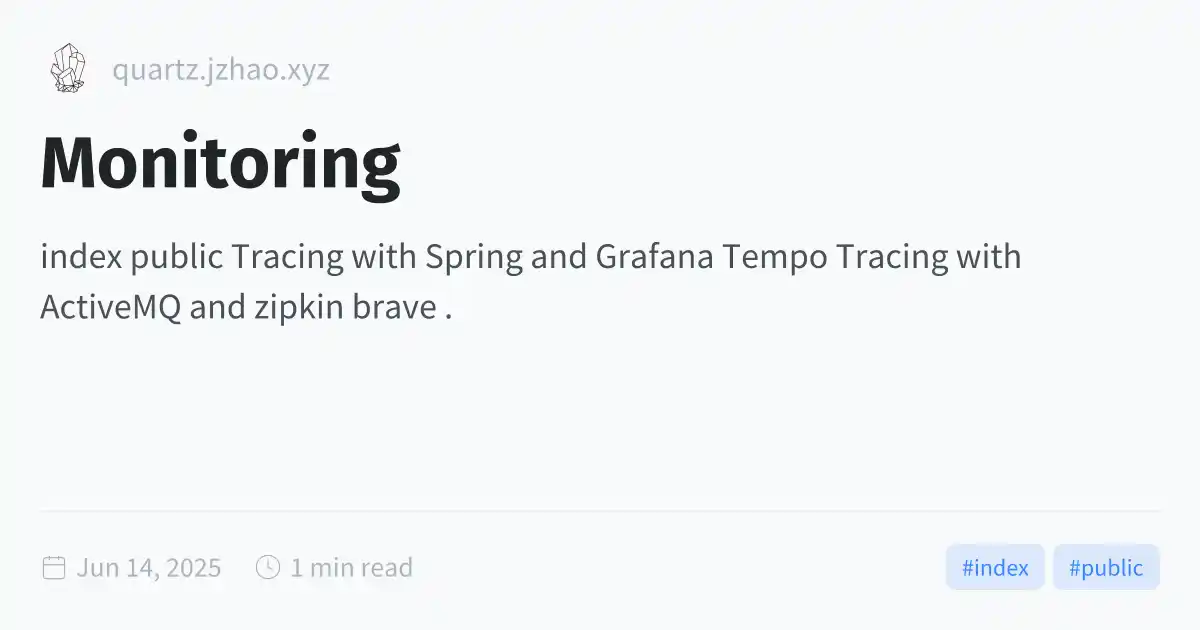 quartz.jzhao.xyz
Monitoring
index public Tracing with Spring and Grafana Tempo Tracing with
ActiveMQ and zipkin brave .
Jun 14, 2025
1 min read
#index
#public